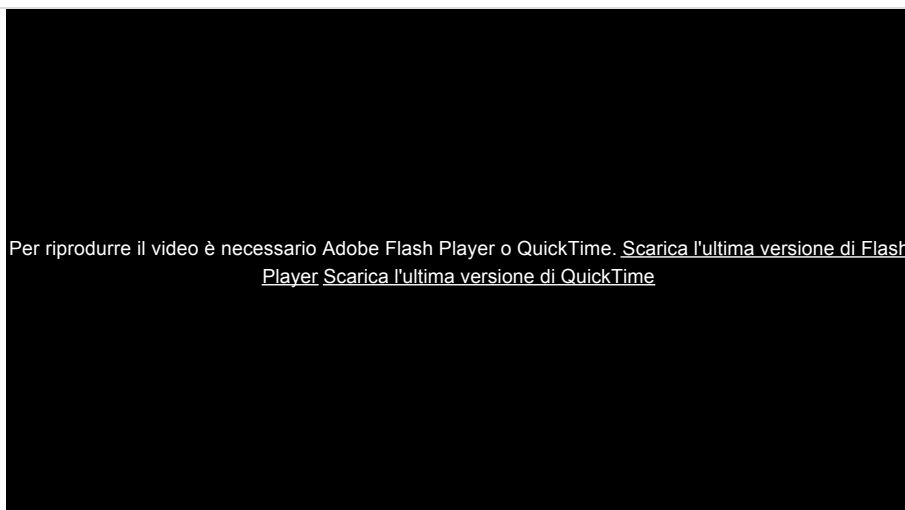 Per riprodurre il video è necessario Adobe Flash Player o QuickTime. Scarica l'ultima versione di Flash
Player Scarica l'ultima versione di QuickTime